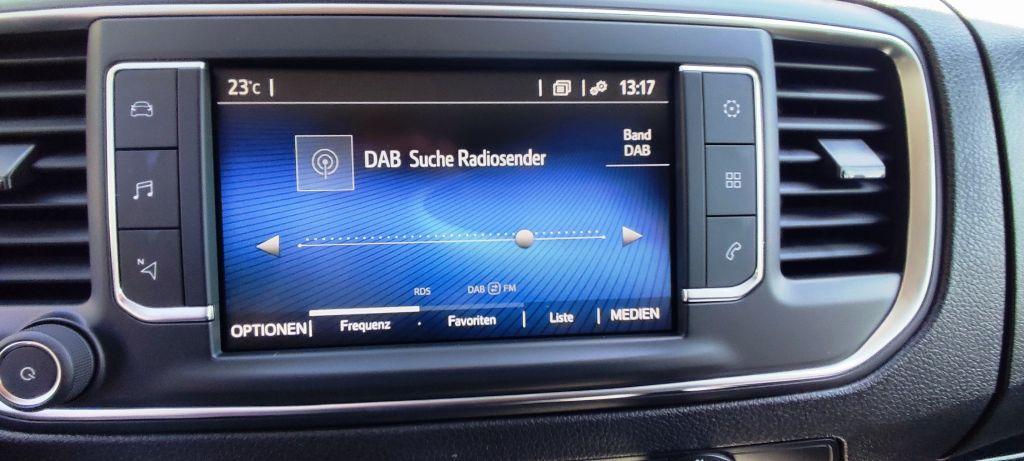 23°C
13:17
Band
DAB
DAB Suche Radiosender
RDS DAB FM
OPTIONEN Frequenz Favoriten Liste MEDIEN
N